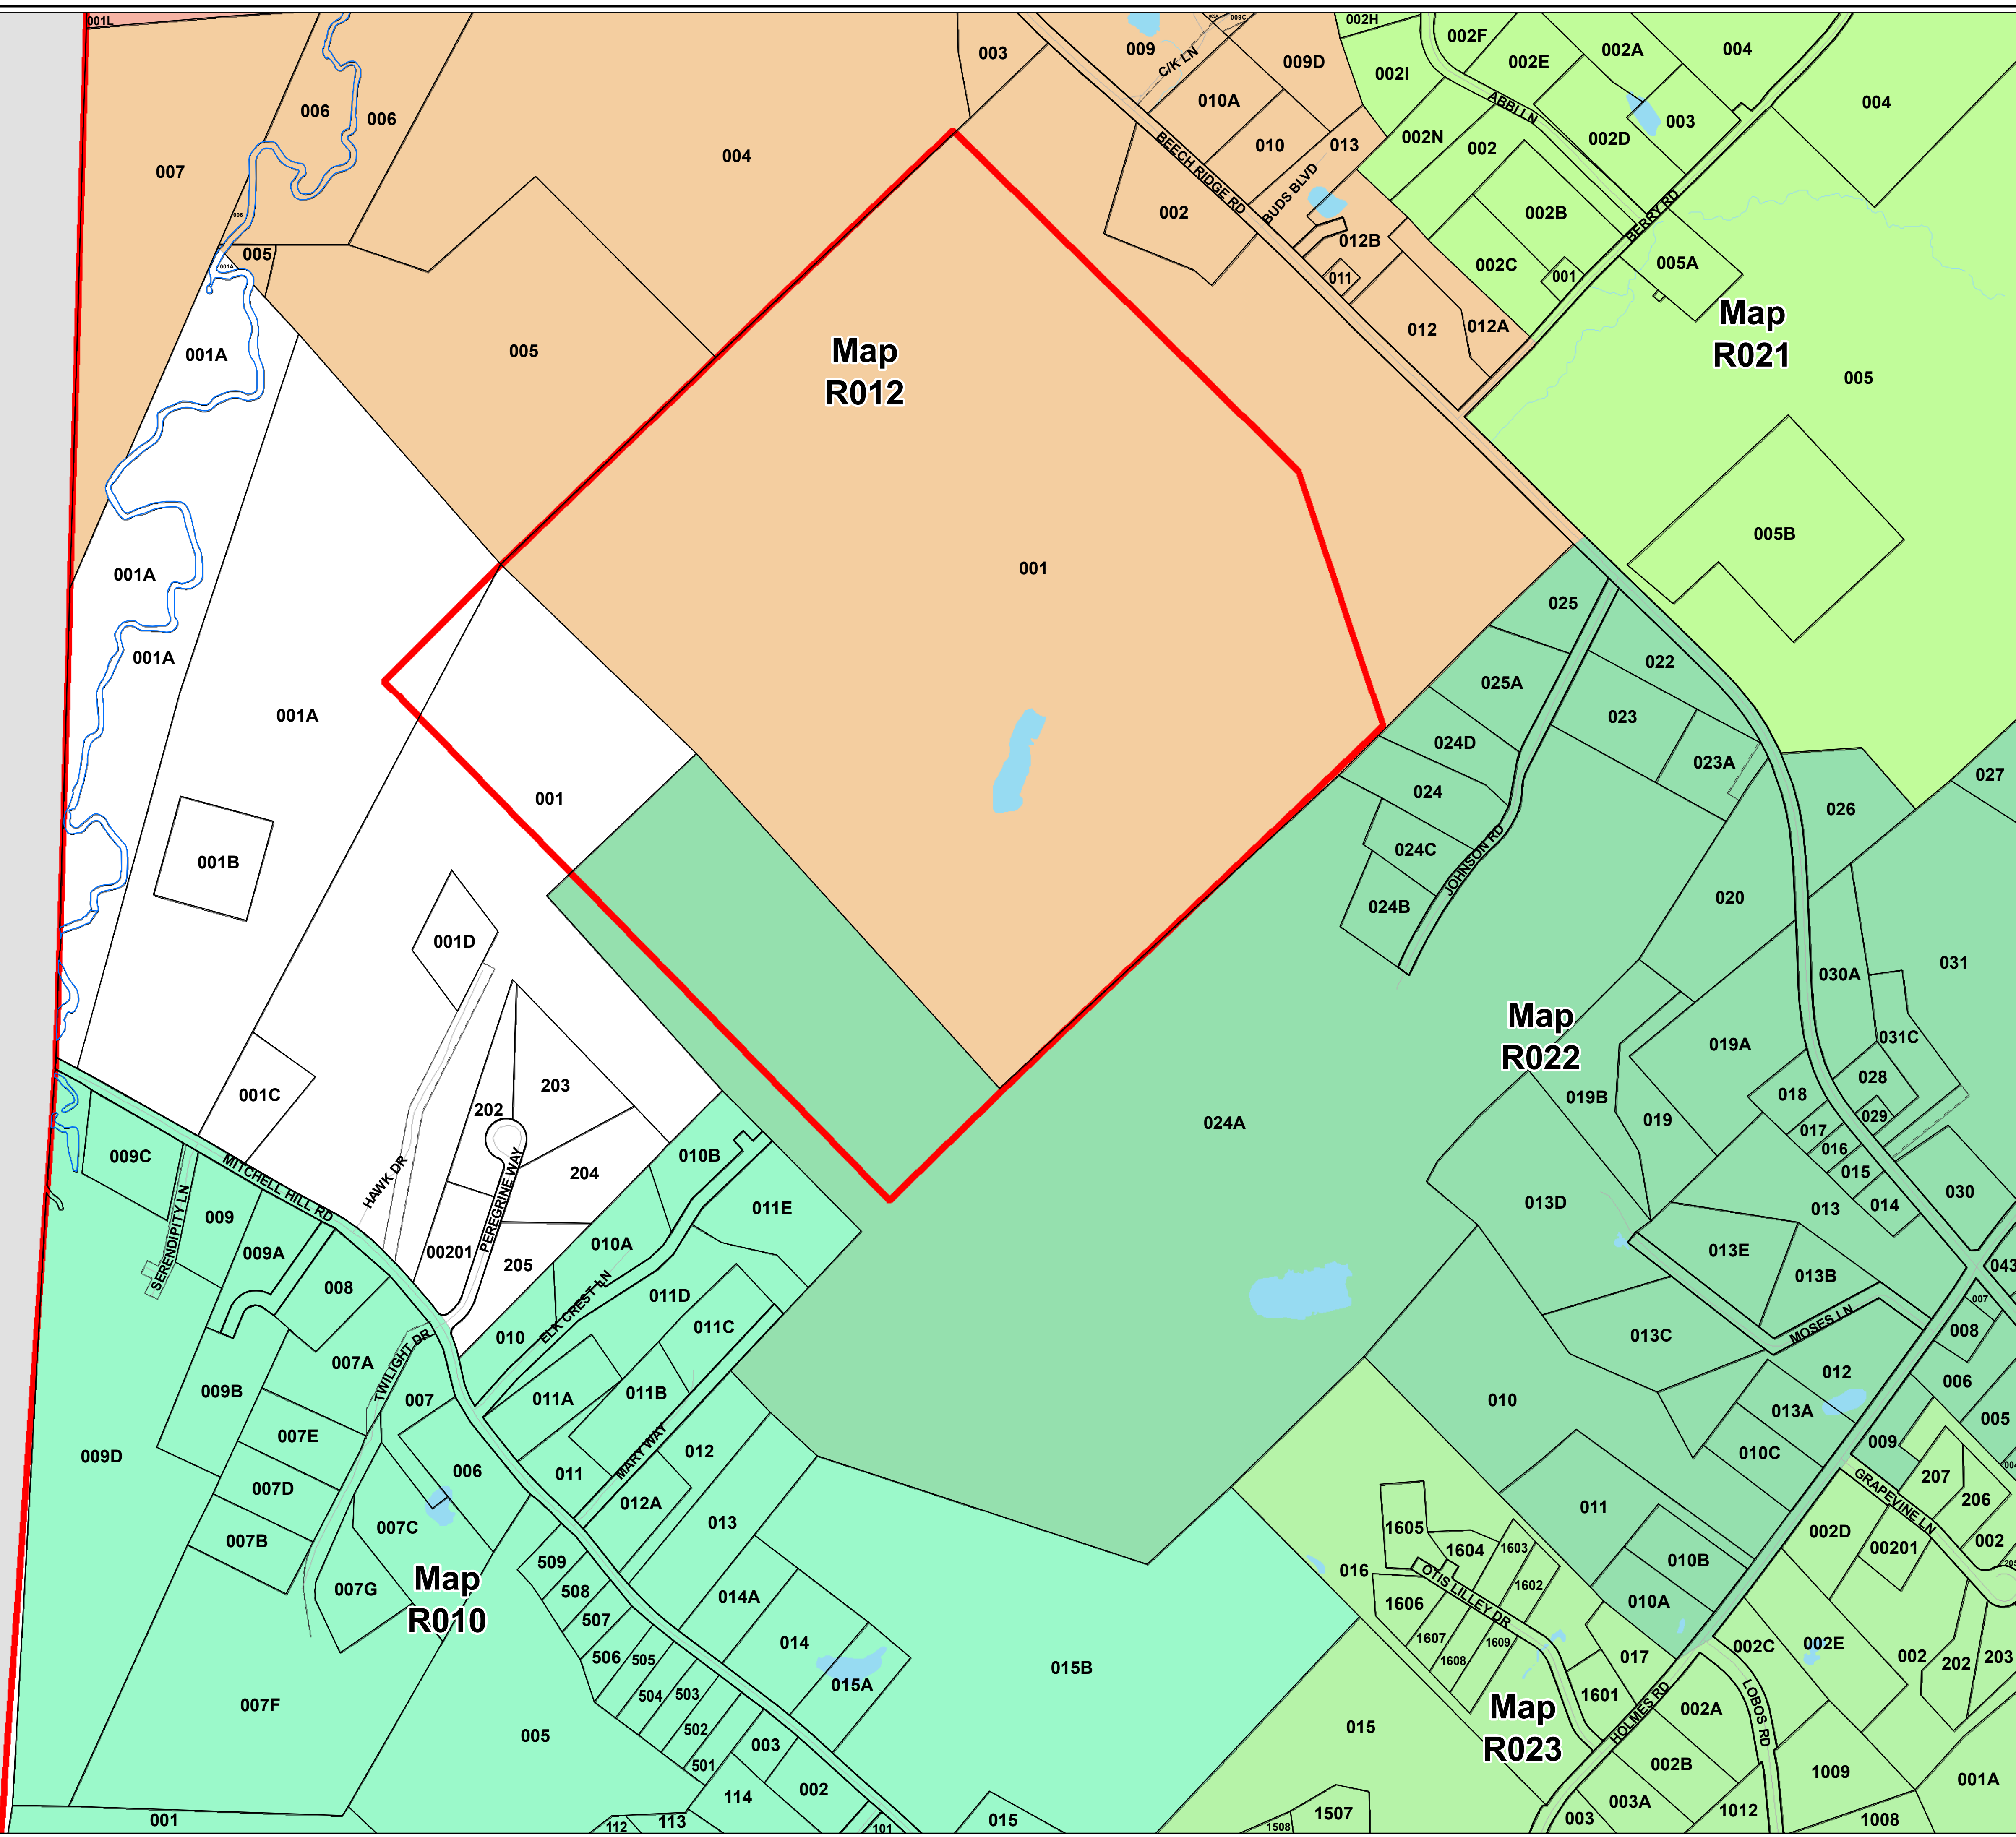 001L
003
009
C/K LN
009C
009D
002H
002I
002F
002E
002A
004
004
006
006
007
004
010A
010
013
BEECH RIDGE RD
BUDS BLVD
002
012B
011
012
012A
ABBI LN
002N
002
002D
003
002B
002C
001
BERRY RD
005A
006
005
001A
001A
005
Map
R012
Map
R021
005
005B
001
001A
001A
001A
001
001B
001D
025
025A
022
023
023A
024D
024
024C
024B
JOHNSON RD
026
027
020
030A
031
031C
Map
R022
019A
019B
019
018
028
029
017
016
015
014
013
030
024A
013D
013E
013B
013C
MOSES LN
043
007
008
006
005
012
013A
010C
009
010
011
010B
010A
001C
202
203
204
00201
205
HAWK DR
PEREGRINE WAY
MITCHELL HILL RD
SERENDIPITY LN
009C
009
009A
008
010B
011E
010A
010
ELK CREST LN
011D
011C
011B
011A
011
MARY WAY
012
012A
TWILIGHT DR
007A
007
009B
007E
007D
007B
009D
006
007C
007G
Map
R010
013
014A
014
015A
015B
509
508
507
506
505
504
503
502
501
007F
005
003
002
114
113
112
101
001
015
GRAPEVINE LN
207
206
002
002D
00201
1605
1604
1603
1602
016
OTIS LILLEY DR
1606
1607
1608
1609
1601
017
HOLMES RD
LOBOS RD
002C
002E
002
202
203
002A
002B
Map
R023
015
003A
003
1012
1009
1008
001A
1507
1508